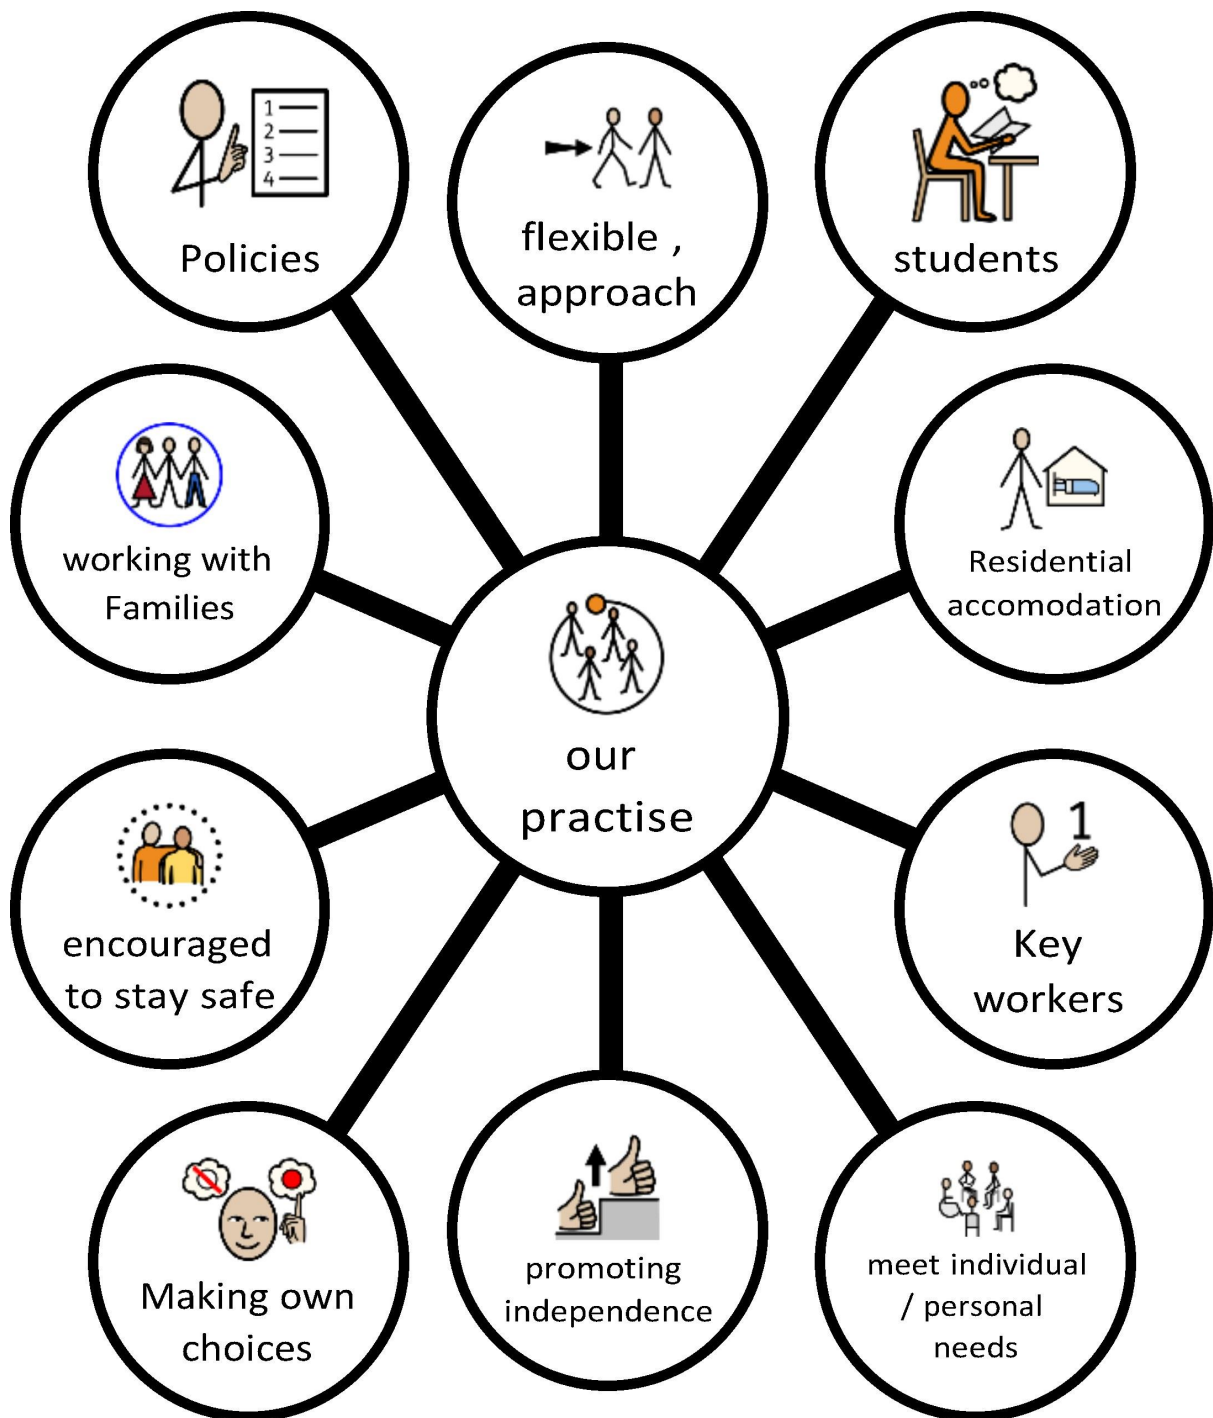 1
2
3
4
Policies
flexible ,
approach
students
working with
Families
Residential
accomodation
our
practise
encouraged
to stay safe
1
Key
workers
Making own
choices
promoting
independence
meet individual
/ personal
needs